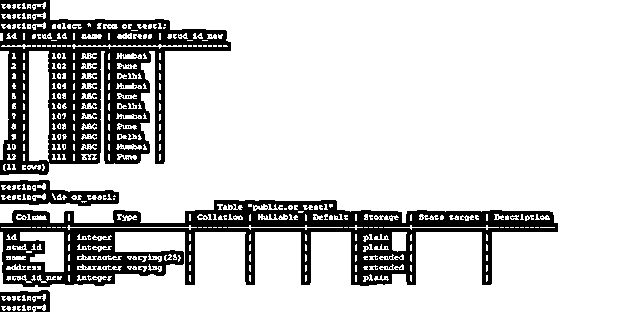 testing=#
testing=#
testing=# select * from or_test1;
id | stud_id | name | address | stud_id_new
1 | 101 | ABC | Mumbai |
2 | 102 | ABC | Pune |
3 | 103 | ABC | Delhi |
4 | 104 | ABC | Mumbai |
5 | 105 | ABC | Pune |
6 | 106 | ABC | Delhi |
7 | 107 | ABC | Mumbai |
8 | 108 | ABC | Pune |
9 | 109 | ABC | Delhi |
10 | 110 | ABC | Mumbai |
12 | 111 | XYZ | Pune |
(11 rows)
testing=#
testing=# \d+ or_test1;
Table "public.or_test1"
Column | Type | Collation | Nullable | Default | Storage | Stats target | Description
id | integer | | | | plain | |
stud_id | integer | | | | plain | |
name | character varying(25) | | | | extended | |
address | character varying | | | | extended | |
stud_id_new | integer | | | | plain | |
testing=#
testing=#